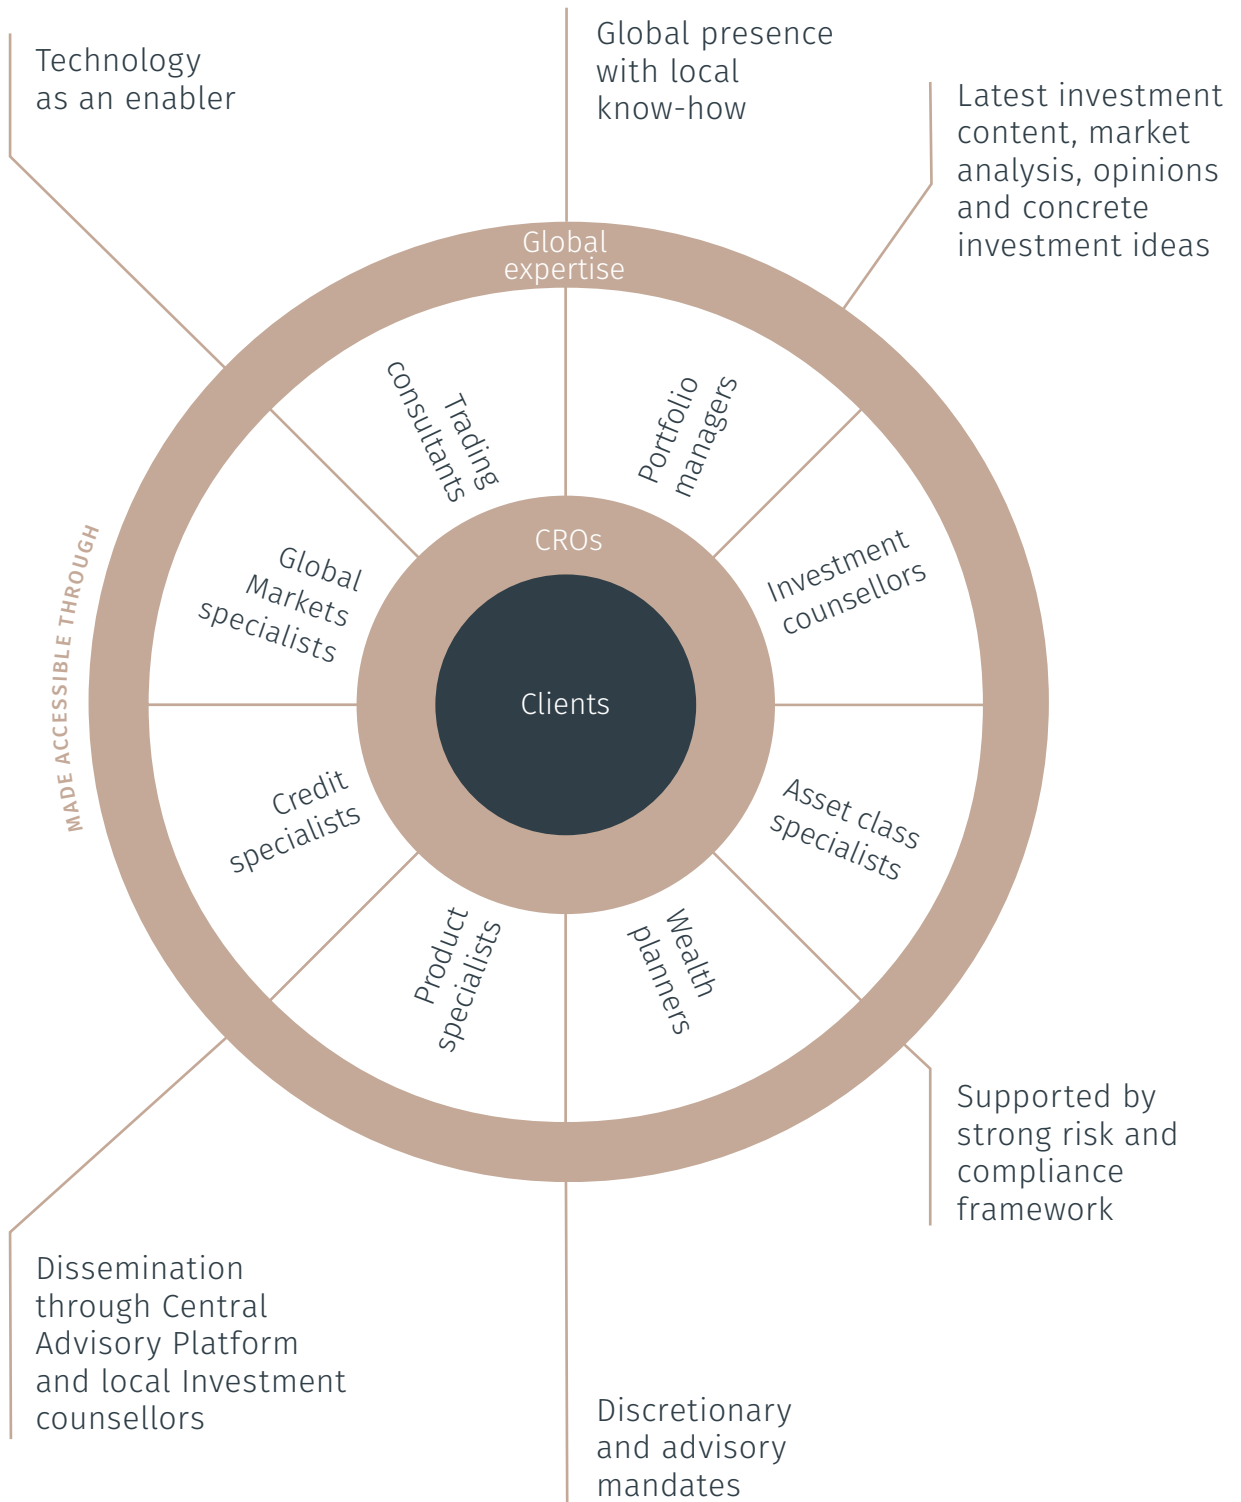 Technology
as an enabler
Global presence
with local
know-how
Latest investment
content, market
analysis, opinions
and concrete
investment ideas
Global
expertise
Trading
consultants
Portfolio
managers
Global
Markets
specialists
CROs
Investment
counsellors
MADE ACCESSIBLE THROUGH
Clients
Credit
specialists
Asset class
specialists
Product
specialists
Wealth
planners
Supported by
strong risk and
compliance
framework
Dissemination
through Central
Advisory Platform
and local Investment
counsellors
Discretionary
and advisory
mandates